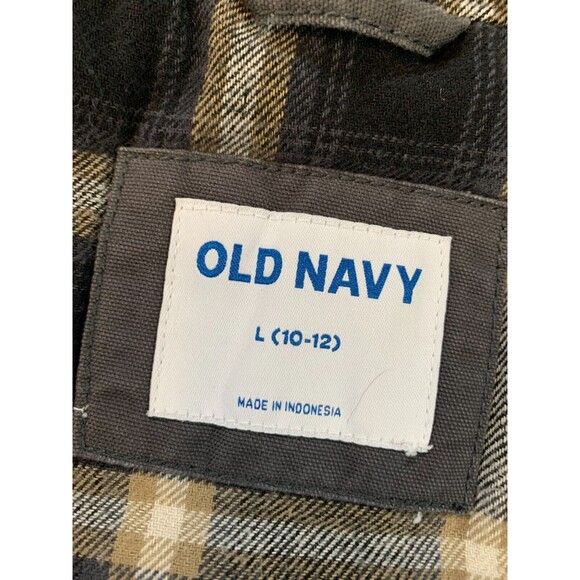 OLD NAVY
L (10-12)
MADE IN INDONESIA